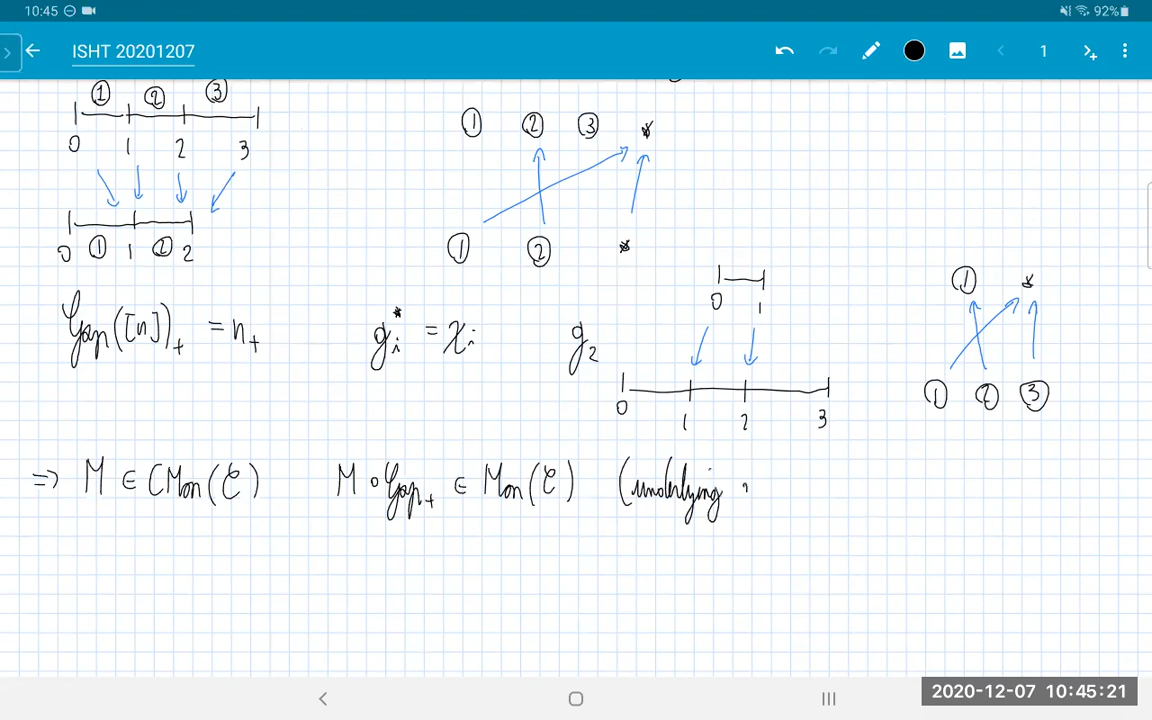 10:45
92%
ISHT 20201207
1
① ② ③
0 1 2 3
① ② ③ *
0 ① 1 ② 2
① ② *
0 1
① *
Gap([n])₊ = n₊
gᵢ* = χᵢ
g₂
0 1 2 3
① ② ③
=> M ∈ CMon(C) M ∘ Gap₊ ∈ Mon(C) (underlying
2020-12-07 10:45:21